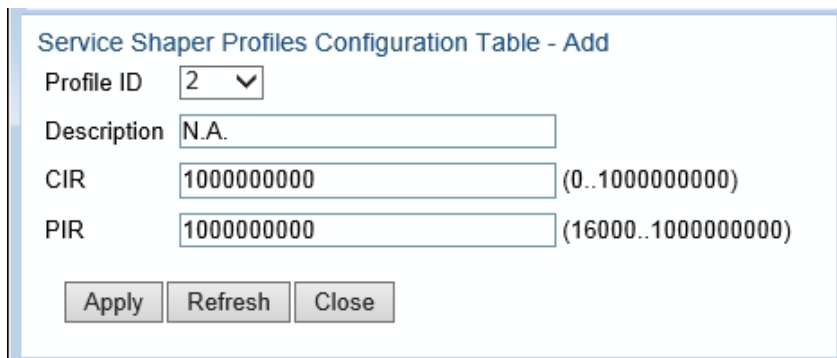 Service Shaper Profiles Configuration Table - Add
Profile ID 2
Description N.A.
CIR 1000000000 (0..1000000000)
PIR 1000000000 (16000..1000000000)
Apply Refresh Close